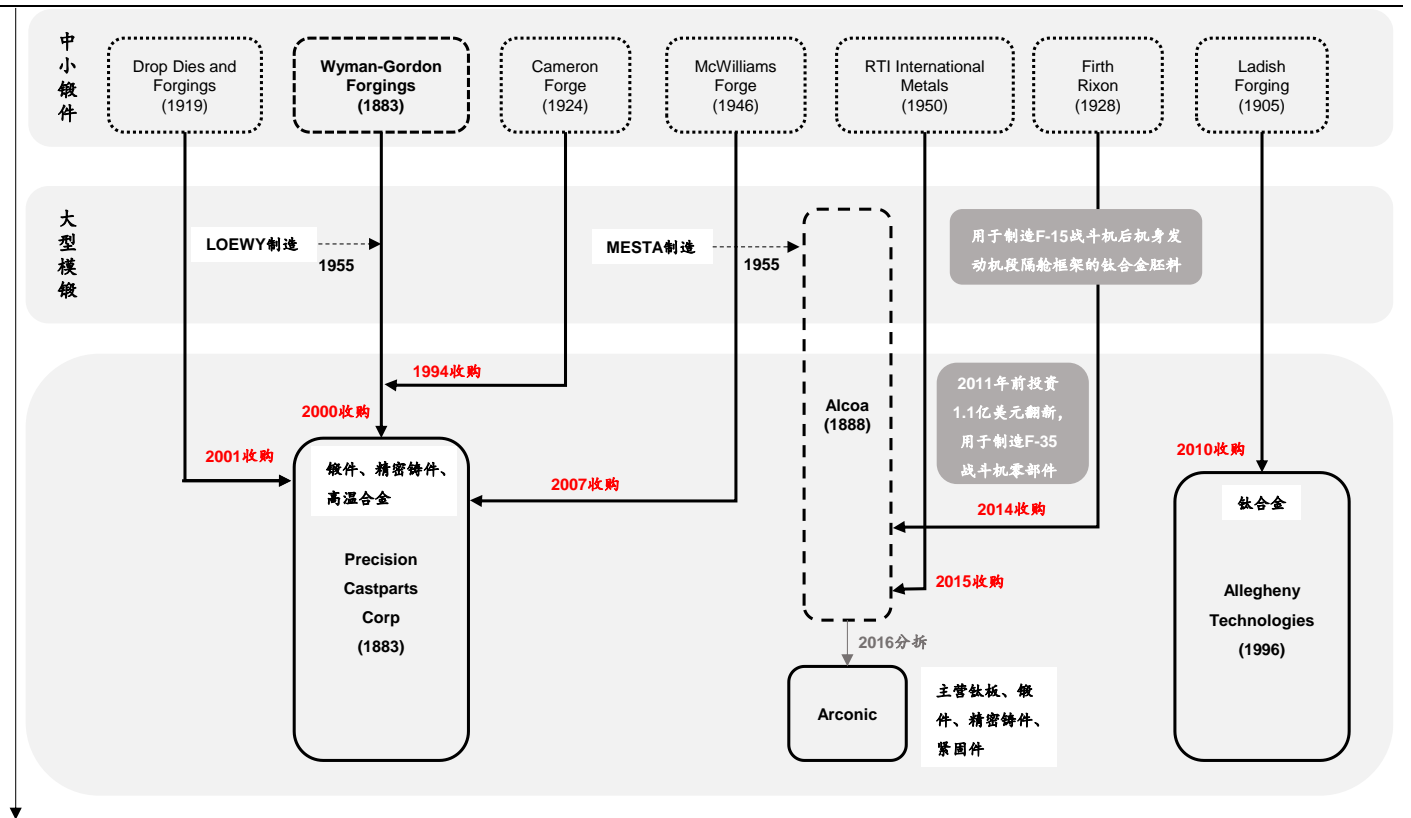 中
小
锻
件
Drop Dies and
Forgings
(1919)
Wyman-Gordon
Forgings
(1883)
Cameron
Forge
(1924)
McWilliams
Forge
(1946)
RTI International
Metals
(1950)
Firth
Rixon
(1928)
Ladish
Forging
(1905)
大
型
模
锻
LOEWY制造
1955
MESTA制造
1955
用于制造F-15战斗机后机身发
动机段隔舱框架的钛合金胚料
1994收购
2000收购
2001收购
2007收购
Alcoa
(1888)
2011年前投资
1.1亿美元翻新，
用于制造F-35
战斗机零部件
2014收购
2015收购
2010收购
锻件、精密铸件、
高温合金
Precision
Castparts
Corp
(1883)
钛合金
Allegheny
Technologies
(1996)
2016分拆
Arconic
主营钛板、锻
件、精密铸件、
紧固件